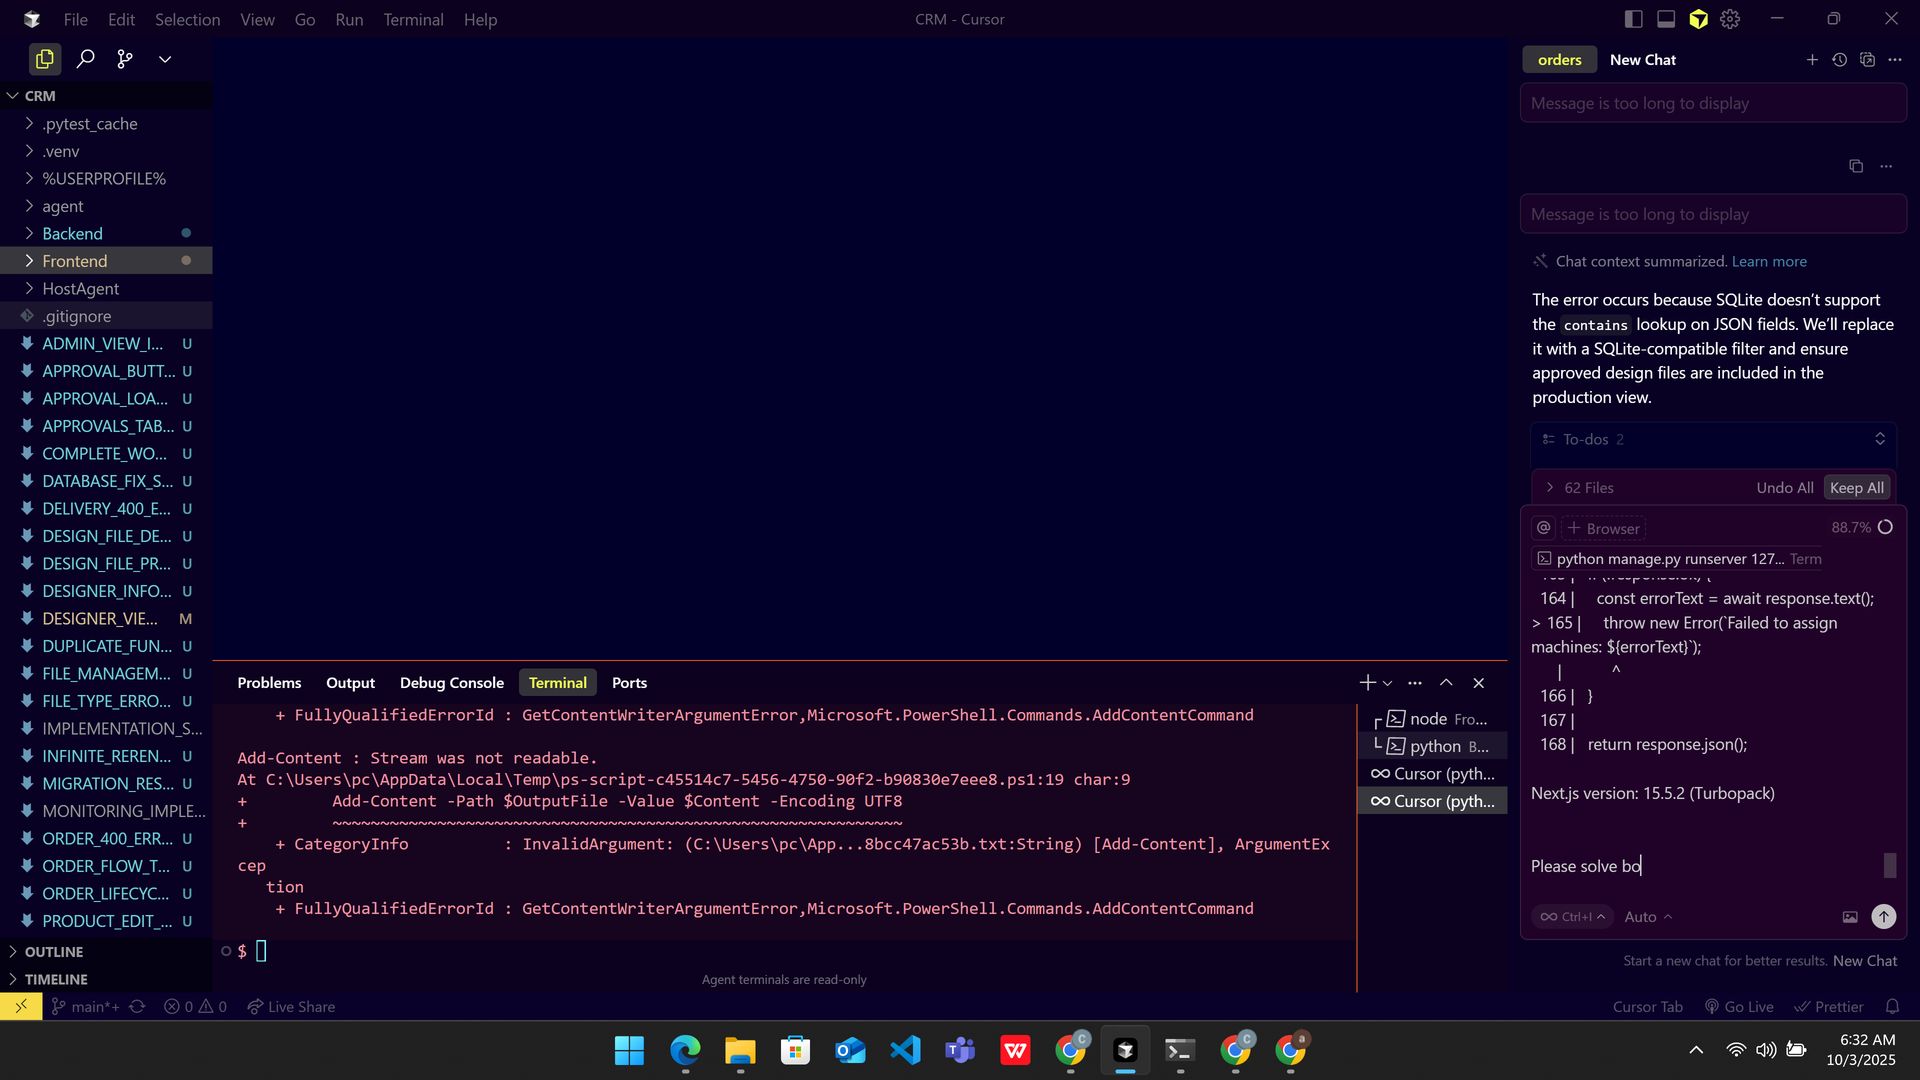 File Edit Selection View Go Run Terminal Help
CRM - Cursor
CRM
.pytest_cache
.venv
%USERPROFILE%
agent
Backend
Frontend
HostAgent
.gitignore
ADMIN_VIEW_I... U
APPROVAL_BUTT... U
APPROVAL_LOA... U
APPROVALS_TAB... U
COMPLETE_WO... U
DATABASE_FIX_S... U
DELIVERY_400_E... U
DESIGN_FILE_DE... U
DESIGN_FILE_PR... U
DESIGNER_INFO... U
DESIGNER_VIE... M
DUPLICATE_FUN... U
FILE_MANAGEM... U
FILE_TYPE_ERRO... U
IMPLEMENTATION_S...
INFINITE_REREN... U
MIGRATION_RES... U
MONITORING_IMPLE...
ORDER_400_ERR... U
ORDER_FLOW_T... U
ORDER_LIFECYC... U
PRODUCT_EDIT_... U
OUTLINE
TIMELINE
Problems Output Debug Console Terminal Ports
+ FullyQualifiedErrorId : GetContentWriterArgumentError,Microsoft.PowerShell.Commands.AddContentCommand
Add-Content : Stream was not readable.
At C:\Users\pc\AppData\Local\Temp\ps-script-c45514c7-5456-4750-90f2-b90830e7eee8.ps1:19 char:9
+ Add-Content -Path $OutputFile -Value $Content -Encoding UTF8
+ ~~~~~~~~~~~~~~~~~~~~~~~~~~~~~~~~~~~~~~~~~~~~~~~~~~~~~~~~~~~~
+ CategoryInfo : InvalidArgument: (C:\Users\pc\App...8bcc47ac53b.txt:String) [Add-Content], ArgumentEx
cep
tion
+ FullyQualifiedErrorId : GetContentWriterArgumentError,Microsoft.PowerShell.Commands.AddContentCommand
$
Agent terminals are read-only
node Fro...
python B...
Cursor (pyth...
Cursor (pyth...
orders New Chat
Message is too long to display
Message is too long to display
Chat context summarized. Learn more
The error occurs because SQLite doesn't support
the contains lookup on JSON fields. We'll replace
it with a SQLite-compatible filter and ensure
approved design files are included in the
production view.
To-dos 2
62 Files Undo All Keep All
@ + Browser 88.7%
python manage.py runserver 127... Term
164 | const errorText = await response.text();
> 165 | throw new Error(`Failed to assign
machines: ${errorText}`);
| ^
166 | }
167 |
168 | return response.json();
Next.js version: 15.5.2 (Turbopack)
Please solve bo
Ctrl+I Auto
Start a new chat for better results. New Chat
main*+ 0 0 Live Share
Cursor Tab Go Live Prettier
6:32 AM
10/3/2025